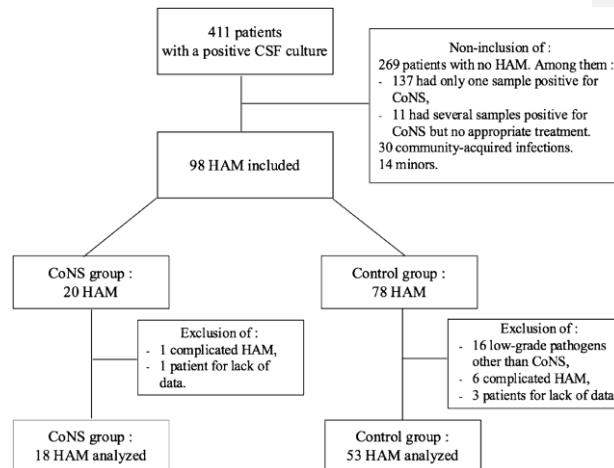 411 patients
with a positive CSF culture
Non-inclusion of :
269 patients with no HAM. Among them :
- 137 had only one sample positive for
CoNS,
- 11 had several samples positive for
CoNS but no appropriate treatment.
30 community-acquired infections.
14 minors.
98 HAM included
CoNS group :
20 HAM
Control group :
78 HAM
Exclusion of :
- 1 complicated HAM,
- 1 patient for lack of
data.
Exclusion of :
- 16 low-grade pathogens
other than CoNS,
- 6 complicated HAM,
- 3 patients for lack of data
CoNS group :
18 HAM analyzed
Control group :
53 HAM analyzed